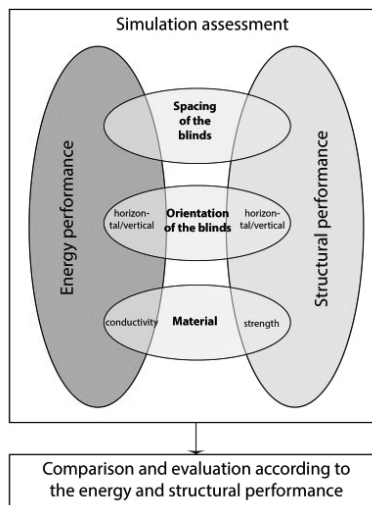 Simulation assessment
Energy performance
Spacing
of the
blinds
horizon-
tal/vertical
Orientation
of the blinds
horizon-
tal/vertical
conductivity
Material
strength
Structural performance
Comparison and evaluation according to
the energy and structural performance